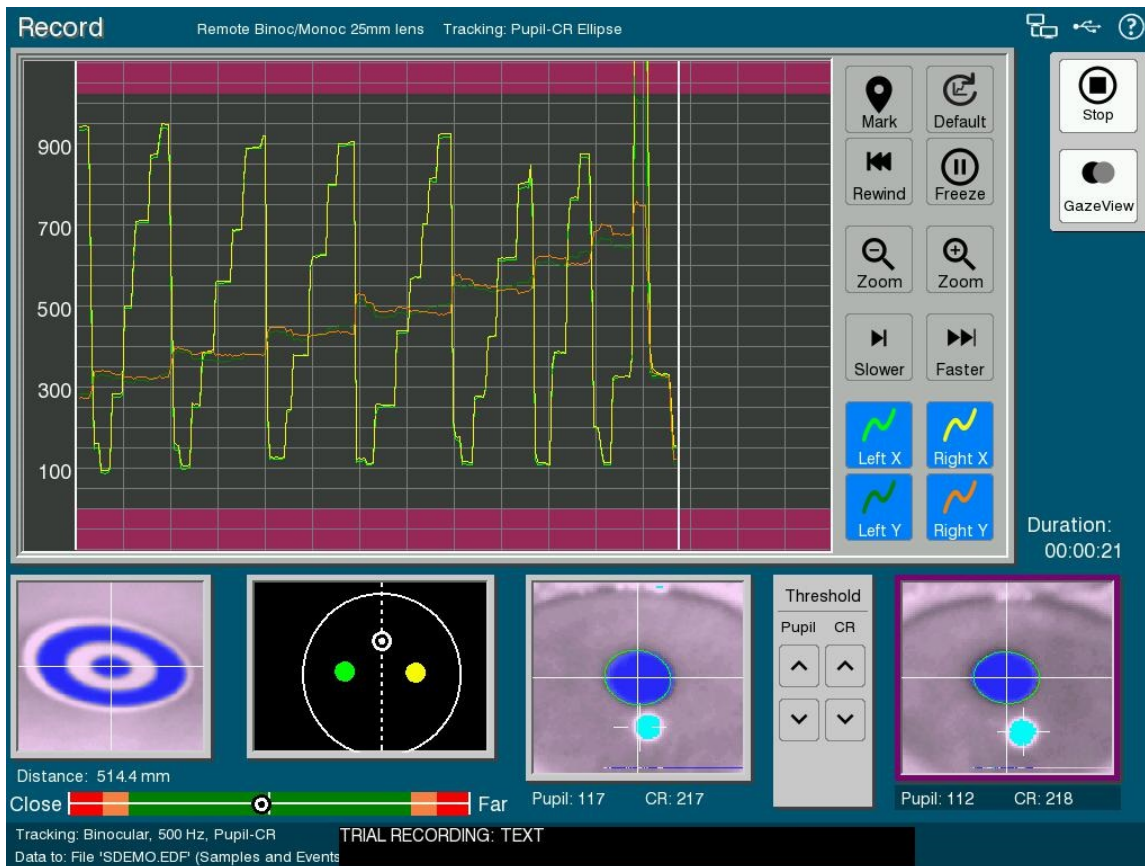 Record
Remote Binoc/Monoc 25mm lens Tracking: Pupil-CR Ellipse
?
900
700
500
300
100
Mark Default
Rewind Freeze
Zoom Zoom
Slower Faster
Left X Right X
Left Y Right Y
Stop
GazeView
Duration:
00:00:21
Threshold
Pupil CR
Distance: 514.4 mm
Close Far
Pupil: 117 CR: 217
Pupil: 112 CR: 218
Tracking: Binocular, 500 Hz, Pupil-CR
TRIAL RECORDING: TEXT
Data to: File 'SDEMO.EDF' (Samples and Events